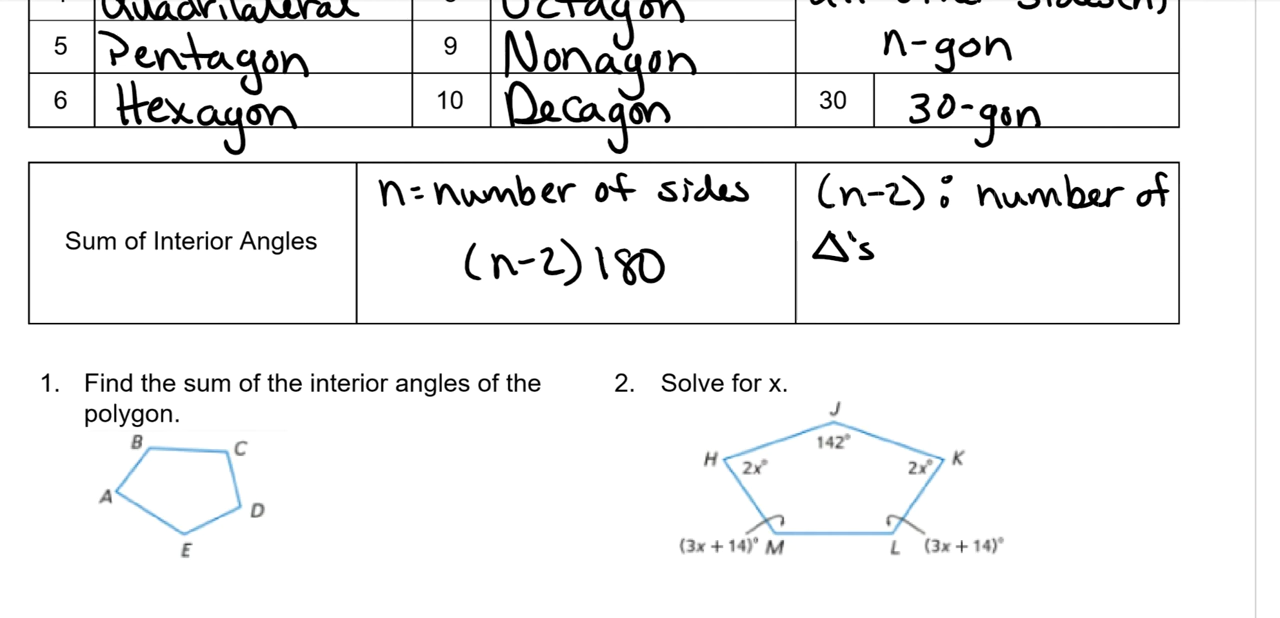 Quadrilateral Octagon
5 Pentagon 9 Nonagon n-gon
6 Hexagon 10 Decagon 30 30-gon
Sum of Interior Angles
n = number of sides
(n-2) 180
(n-2) : number of
Δ's
1. Find the sum of the interior angles of the
polygon.
B
C
A
D
E
2. Solve for x.
J
142°
H
2x°
2x°
K
(3x + 14)° M
L (3x + 14)°